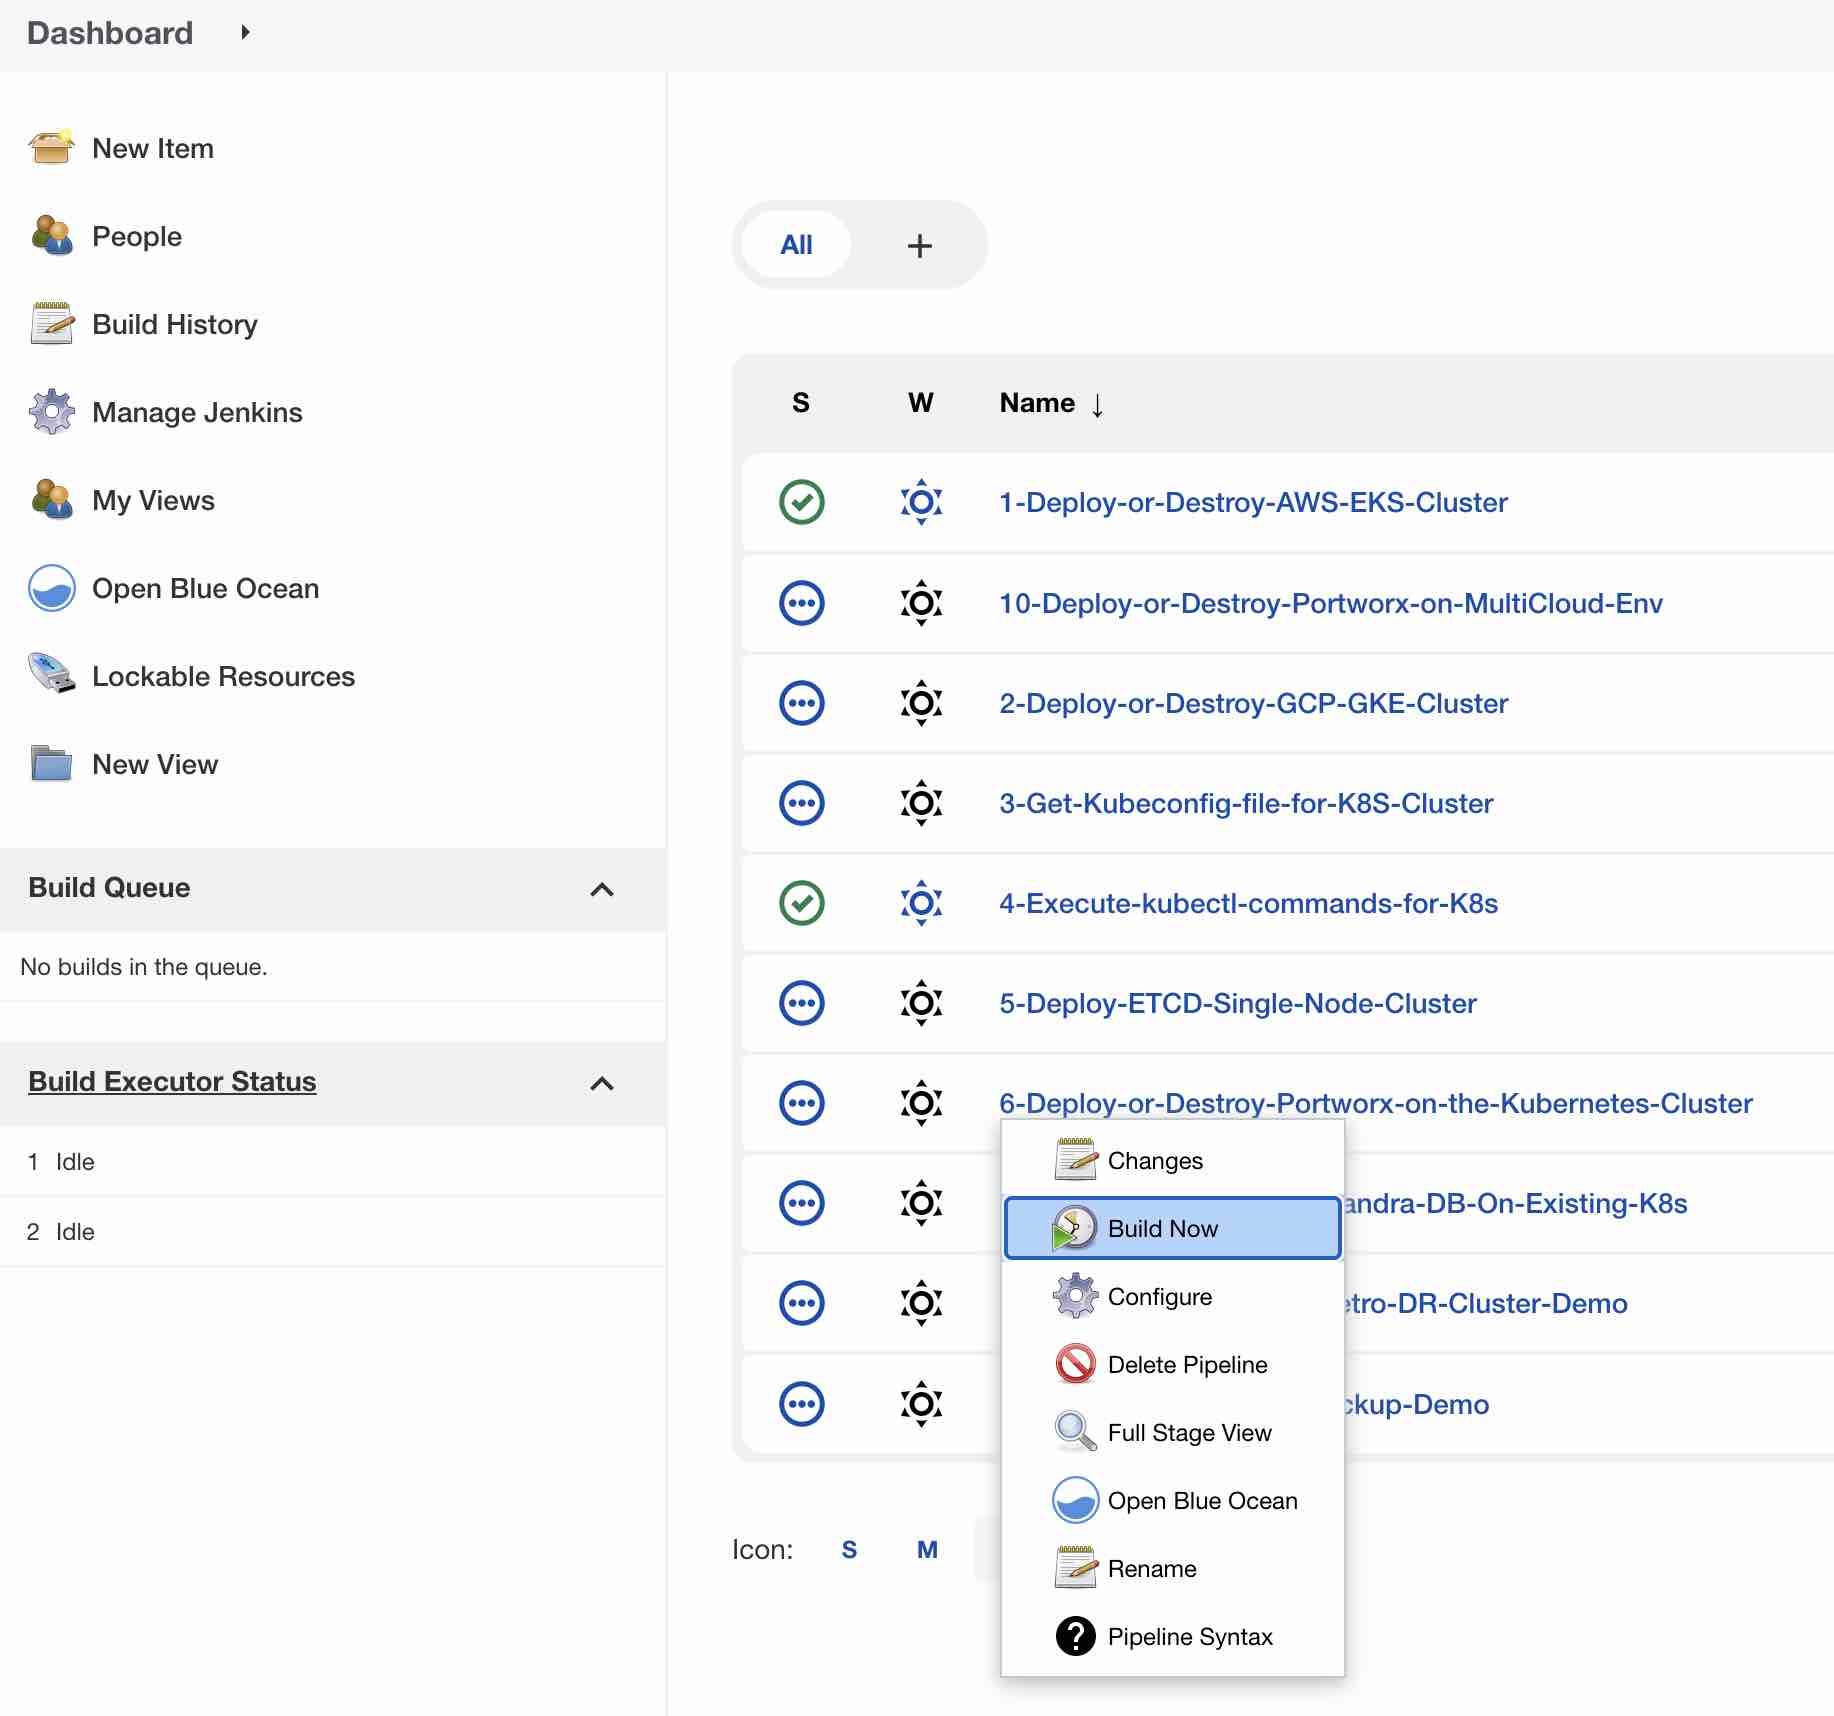 Dashboard
New Item
People
Build History
Manage Jenkins
My Views
Open Blue Ocean
Lockable Resources
New View
Build Queue
No builds in the queue.
Build Executor Status
1 Idle
2 Idle
All +
S W Name ↓
1-Deploy-or-Destroy-AWS-EKS-Cluster
10-Deploy-or-Destroy-Portworx-on-MultiCloud-Env
2-Deploy-or-Destroy-GCP-GKE-Cluster
3-Get-Kubeconfig-file-for-K8S-Cluster
4-Execute-kubectl-commands-for-K8s
5-Deploy-ETCD-Single-Node-Cluster
6-Deploy-or-Destroy-Portworx-on-the-Kubernetes-Cluster
andra-DB-On-Existing-K8s
etro-DR-Cluster-Demo
ckup-Demo
Changes
Build Now
Configure
Delete Pipeline
Full Stage View
Open Blue Ocean
Rename
? Pipeline Syntax
Icon: S M